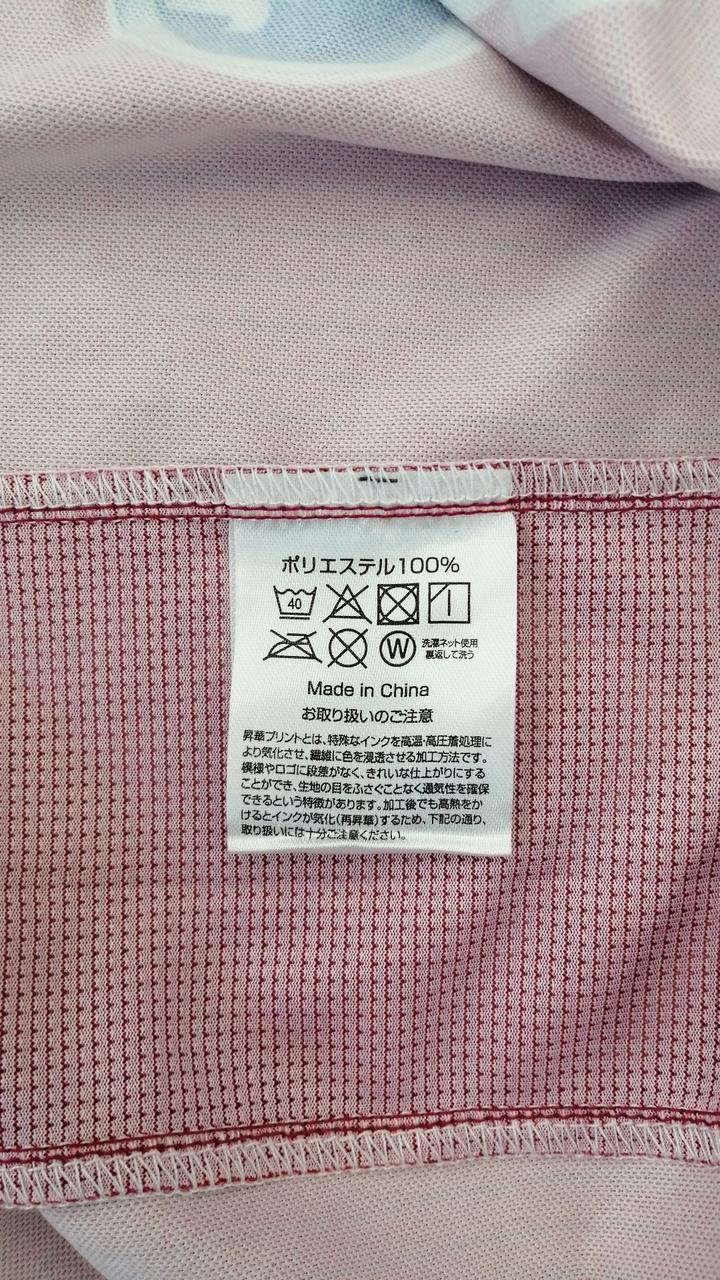 ポリエステル100%
40
W 洗濯ネット使用
裏返して洗う
Made in China
お取り扱いのご注意
昇華プリントとは、特殊なインクを高温・高圧着処理に
より気化させ、繊維に色を浸透させる加工方法です。
模様やロゴに段差がなく、きれいな仕上がりにする
ことができ、生地の目をふさぐことなく通気性を確保
できるという特徴があります。加工後でも高熱をか
けるとインクが気化(再昇華)するため、下記の通り、
取り扱いには十分ご注意ください。